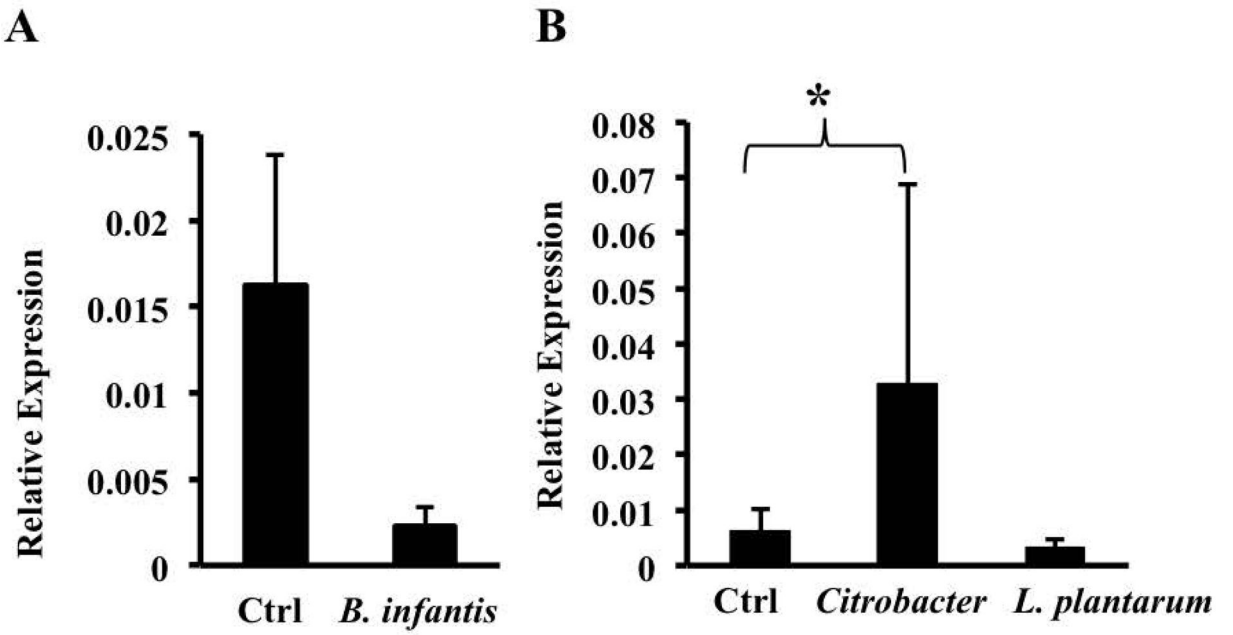 A
Relative Expression
0.025
0.02
0.015
0.01
0.005
0
Ctrl B. infantis
B
Relative Expression
*
0.08
0.07
0.06
0.05
0.04
0.03
0.02
0.01
0
Ctrl Citrobacter L. plantarum